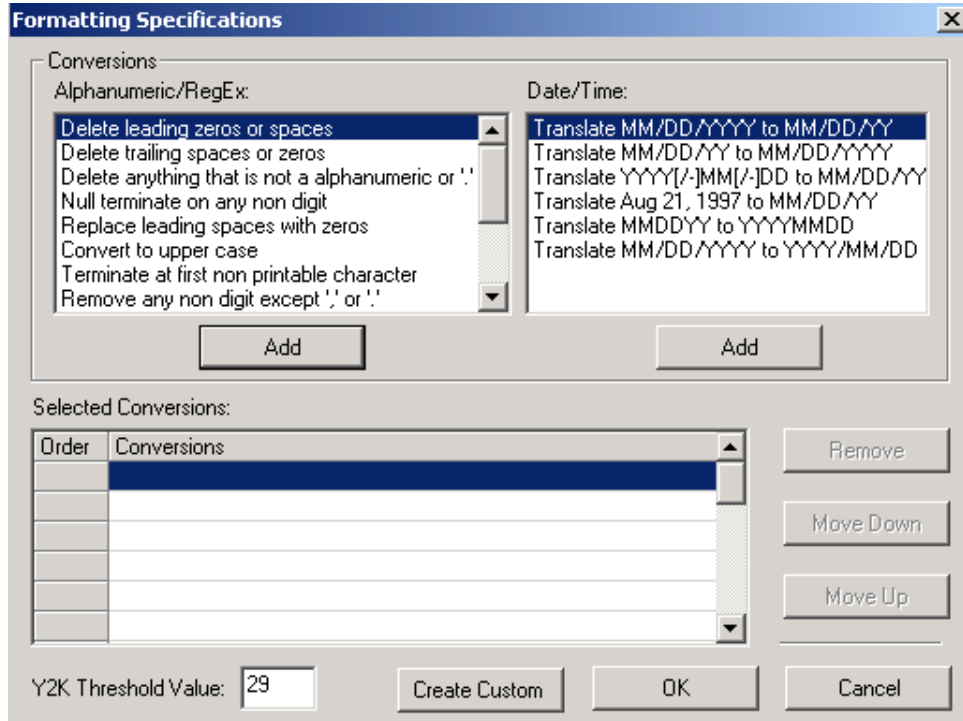 Formatting Specifications
Conversions
Alphanumeric/RegEx:
Delete leading zeros or spaces
Delete trailing spaces or zeros
Delete anything that is not a alphanumeric or '.'
Null terminate on any non digit
Replace leading spaces with zeros
Convert to upper case
Terminate at first non printable character
Remove any non digit except ',' or '.'
Add
Date/Time:
Translate MM/DD/YYYY to MM/DD/YY
Translate MM/DD/YY to MM/DD/YYYY
Translate YYYY[/-]MM[/-]DD to MM/DD/YY
Translate Aug 21, 1997 to MM/DD/YY
Translate MMDDYY to YYYYMMDD
Translate MM/DD/YYYY to YYYY/MM/DD
Add
Selected Conversions:
Order Conversions
Remove
Move Down
Move Up
Y2K Threshold Value: 29
Create Custom
OK
Cancel